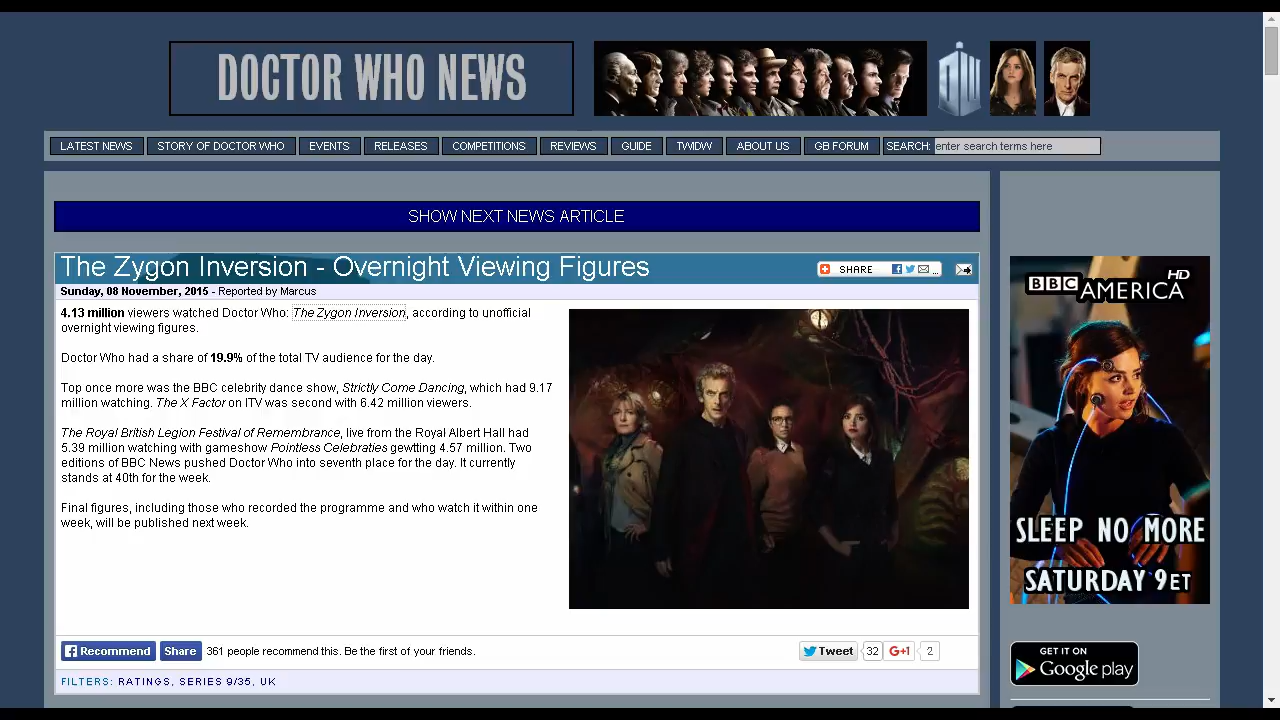 DOCTOR WHO NEWS
DW
LATEST NEWS
STORY OF DOCTOR WHO
EVENTS
RELEASES
COMPETITIONS
REVIEWS
GUIDE
TWIDW
ABOUT US
GB FORUM
SEARCH: enter search terms here
SHOW NEXT NEWS ARTICLE
The Zygon Inversion - Overnight Viewing Figures
SHARE
Sunday, 08 November, 2015 - Reported by Marcus
4.13 million viewers watched Doctor Who: The Zygon Inversion, according to unofficial
overnight viewing figures.
Doctor Who had a share of 19.9% of the total TV audience for the day.
Top once more was the BBC celebrity dance show, Strictly Come Dancing, which had 9.17
million watching. The X Factor on ITV was second with 6.42 million viewers.
The Royal British Legion Festival of Remembrance, live from the Royal Albert Hall had
5.39 million watching with gameshow Pointless Celebraties gewtting 4.57 million. Two
editions of BBC News pushed Doctor Who into seventh place for the day. It currently
stands at 40th for the week.
Final figures, including those who recorded the programme and who watch it within one
week, will be published next week.
Recommend Share 361 people recommend this. Be the first of your friends.
Tweet 32 G+1 2
FILTERS: RATINGS, SERIES 9/35, UK
BBC AMERICA HD
SLEEP NO MORE
SATURDAY 9ET
GET IT ON
Google play